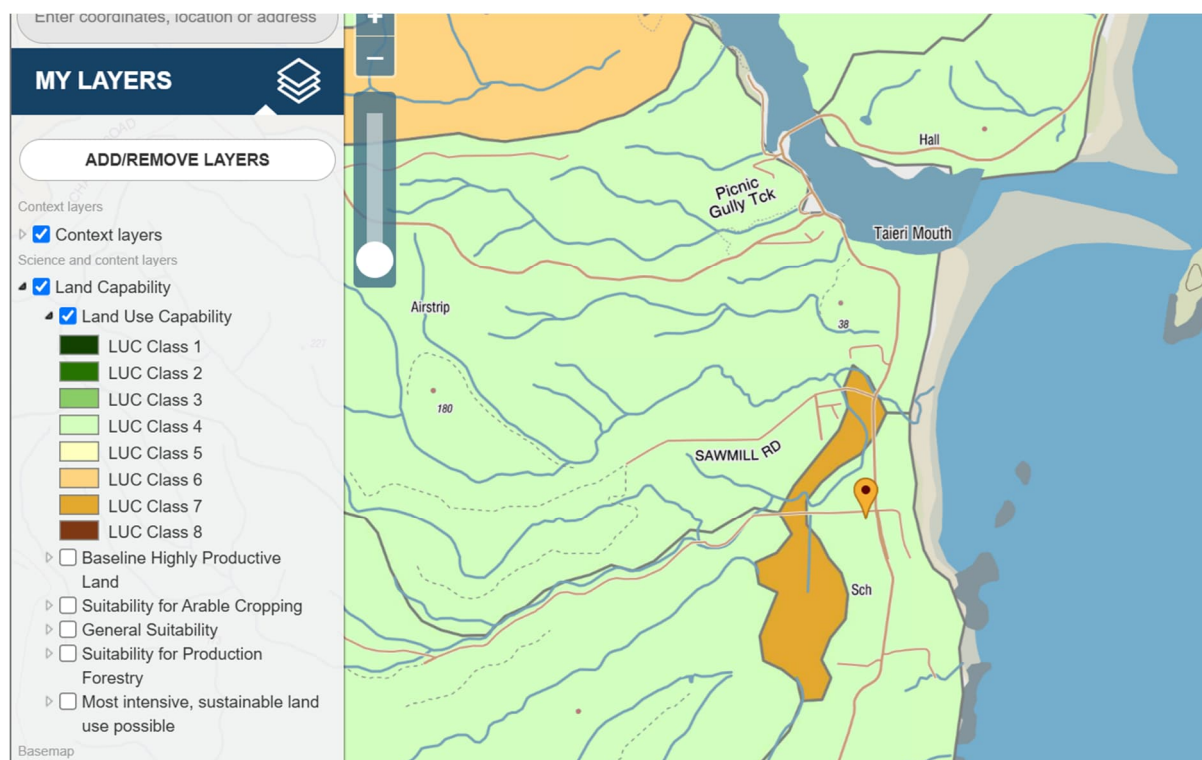 Enter coordinates, location or address
MY LAYERS
ADD/REMOVE LAYERS
Context layers
Context layers
Science and content layers
Land Capability
Land Use Capability
LUC Class 1
LUC Class 2
LUC Class 3
LUC Class 4
LUC Class 5
LUC Class 6
LUC Class 7
LUC Class 8
Baseline Highly Productive
Land
Suitability for Arable Cropping
General Suitability
Suitability for Production
Forestry
Most intensive, sustainable land
use possible
Basemap
+
−
Hall
Picnic
Gully Tck
Taieri Mouth
Airstrip
38
180
SAWMILL RD
Sch